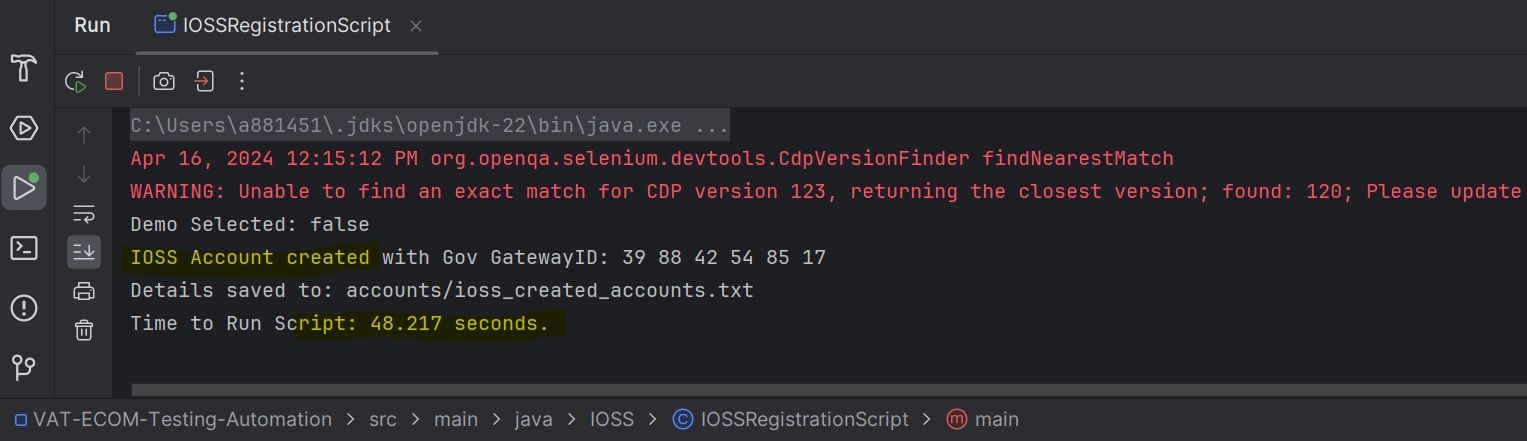 Run IOSSRegistrationScript
C:\Users\a881451\.jdks\openjdk-22\bin\java.exe ...
Apr 16, 2024 12:15:12 PM org.openqa.selenium.devtools.CdpVersionFinder findNearestMatch
WARNING: Unable to find an exact match for CDP version 123, returning the closest version; found: 120; Please update
Demo Selected: false
IOSS Account created with Gov GatewayID: 39 88 42 54 85 17
Details saved to: accounts/ioss_created_accounts.txt
Time to Run Script: 48.217 seconds.
VAT-ECOM-Testing-Automation > src > main > java > IOSS > IOSSRegistrationScript > main